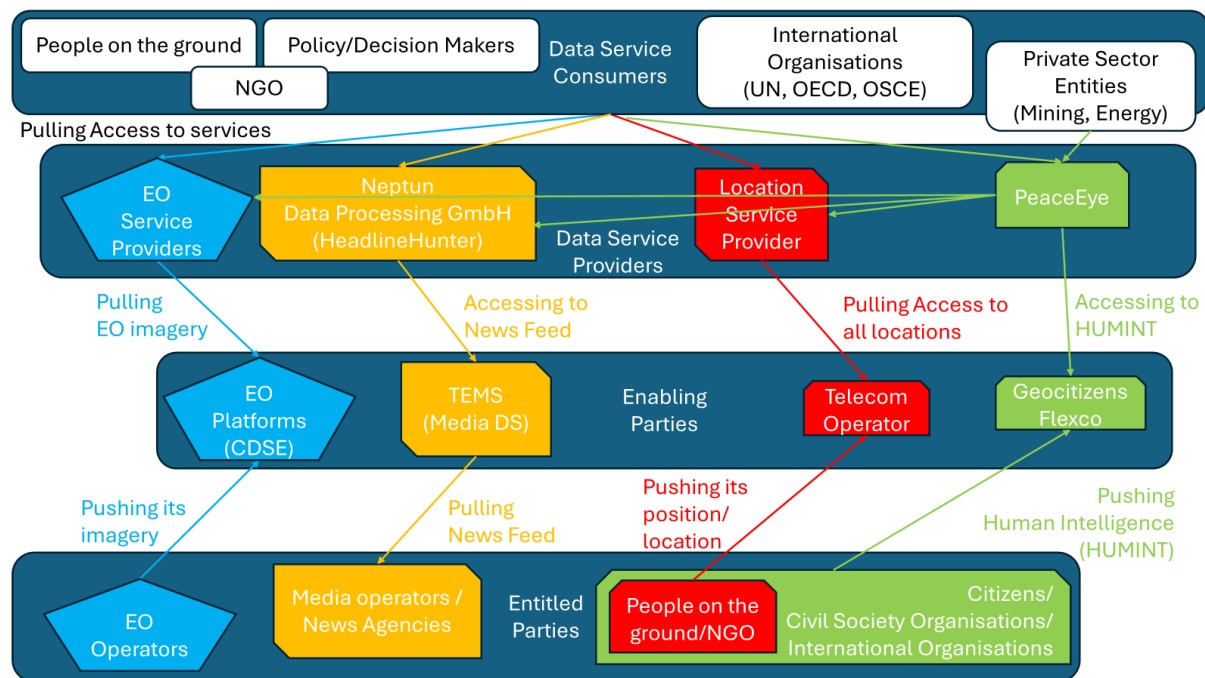 People on the ground
Policy/Decision Makers
NGO
Data Service
Consumers
International
Organisations
(UN, OECD, OSCE)
Private Sector
Entities
(Mining, Energy)
Pulling Access to services
EO
Service
Providers
Neptun
Data Processing GmbH
(HeadlineHunter)
Data Service
Providers
Location
Service
Provider
PeaceEye
Pulling
EO imagery
Accessing to
News Feed
Pulling Access to
all locations
Accessing to
HUMINT
EO
Platforms
(CDSE)
TEMS
(Media DS)
Enabling
Parties
Telecom
Operator
Geocitizens
Flexco
Pushing its
imagery
Pulling
News Feed
Pushing its
position/
location
Pushing
Human Intelligence
(HUMINT)
EO
Operators
Media operators /
News Agencies
Entitled
Parties
People on the
ground/NGO
Citizens/
Civil Society Organisations/
International Organisations